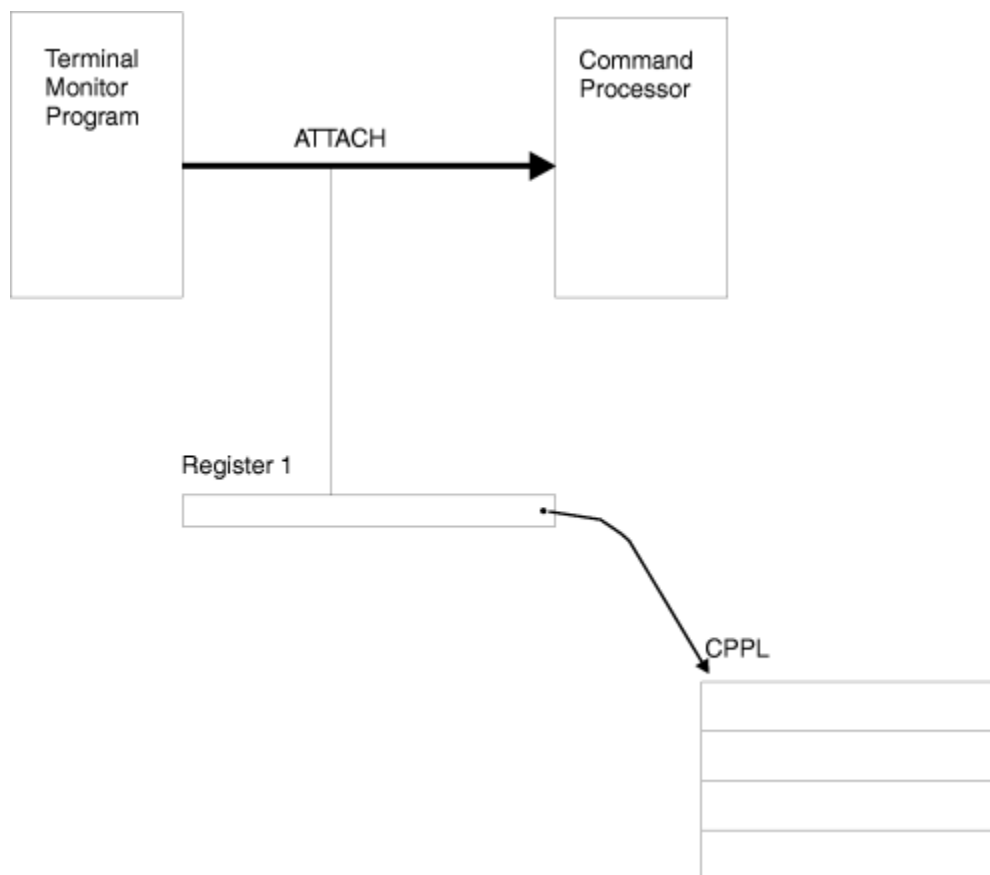 Terminal
Monitor
Program
Command
Processor
ATTACH
Register 1
CPPL